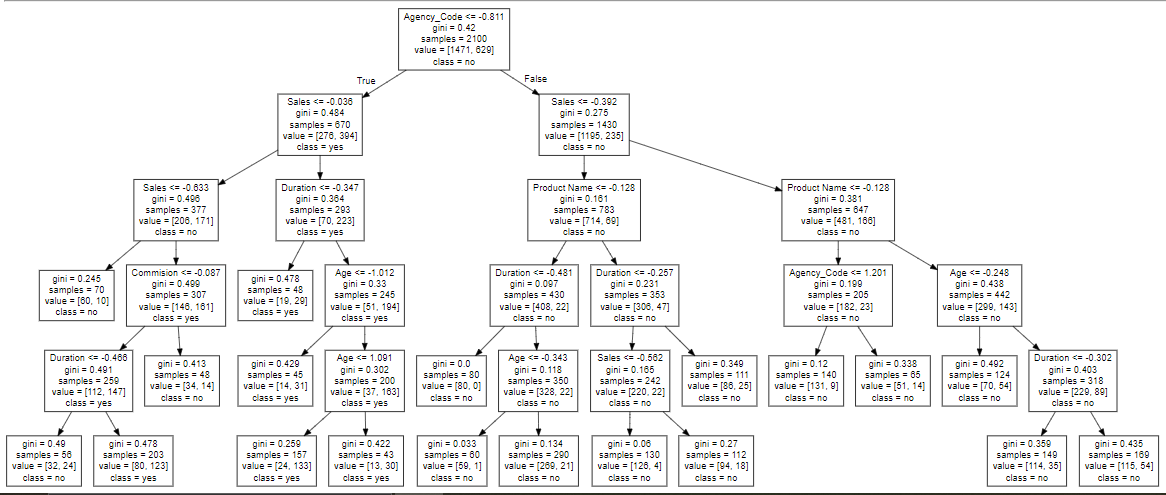 Agency_Code <= -0.811
gini = 0.42
samples = 2100
value = [1471, 629]
class = no
True
False
Sales <= -0.036
gini = 0.484
samples = 670
value = [276, 394]
class = yes
Sales <= -0.392
gini = 0.275
samples = 1430
value = [1195, 235]
class = no
Sales <= -0.633
gini = 0.496
samples = 377
value = [206, 171]
class = no
Duration <= -0.347
gini = 0.364
samples = 293
value = [70, 223]
class = yes
Product Name <= -0.128
gini = 0.161
samples = 783
value = [714, 69]
class = no
Product Name <= -0.128
gini = 0.381
samples = 647
value = [481, 166]
class = no
gini = 0.245
samples = 70
value = [60, 10]
class = no
Commision <= -0.087
gini = 0.499
samples = 307
value = [146, 161]
class = yes
gini = 0.478
samples = 48
value = [19, 29]
class = yes
Age <= -1.012
gini = 0.33
samples = 245
value = [51, 194]
class = yes
Duration <= -0.481
gini = 0.097
samples = 430
value = [408, 22]
class = no
Duration <= -0.257
gini = 0.231
samples = 353
value = [306, 47]
class = no
Agency_Code <= 1.201
gini = 0.199
samples = 205
value = [182, 23]
class = no
Age <= -0.248
gini = 0.438
samples = 442
value = [299, 143]
class = no
Duration <= -0.466
gini = 0.491
samples = 259
value = [112, 147]
class = yes
gini = 0.413
samples = 48
value = [34, 14]
class = no
gini = 0.429
samples = 45
value = [14, 31]
class = yes
Age <= 1.091
gini = 0.302
samples = 200
value = [37, 163]
class = yes
gini = 0.0
samples = 80
value = [80, 0]
class = no
Age <= -0.343
gini = 0.118
samples = 350
value = [328, 22]
class = no
Sales <= -0.562
gini = 0.165
samples = 242
value = [220, 22]
class = no
gini = 0.349
samples = 111
value = [86, 25]
class = no
gini = 0.12
samples = 140
value = [131, 9]
class = no
gini = 0.338
samples = 65
value = [51, 14]
class = no
gini = 0.492
samples = 124
value = [70, 54]
class = no
Duration <= -0.302
gini = 0.403
samples = 318
value = [229, 89]
class = no
gini = 0.49
samples = 56
value = [32, 24]
class = no
gini = 0.478
samples = 203
value = [80, 123]
class = yes
gini = 0.259
samples = 157
value = [24, 133]
class = yes
gini = 0.422
samples = 43
value = [13, 30]
class = yes
gini = 0.033
samples = 60
value = [59, 1]
class = no
gini = 0.134
samples = 290
value = [269, 21]
class = no
gini = 0.06
samples = 130
value = [126, 4]
class = no
gini = 0.27
samples = 112
value = [94, 18]
class = no
gini = 0.359
samples = 149
value = [114, 35]
class = no
gini = 0.435
samples = 169
value = [115, 54]
class = no